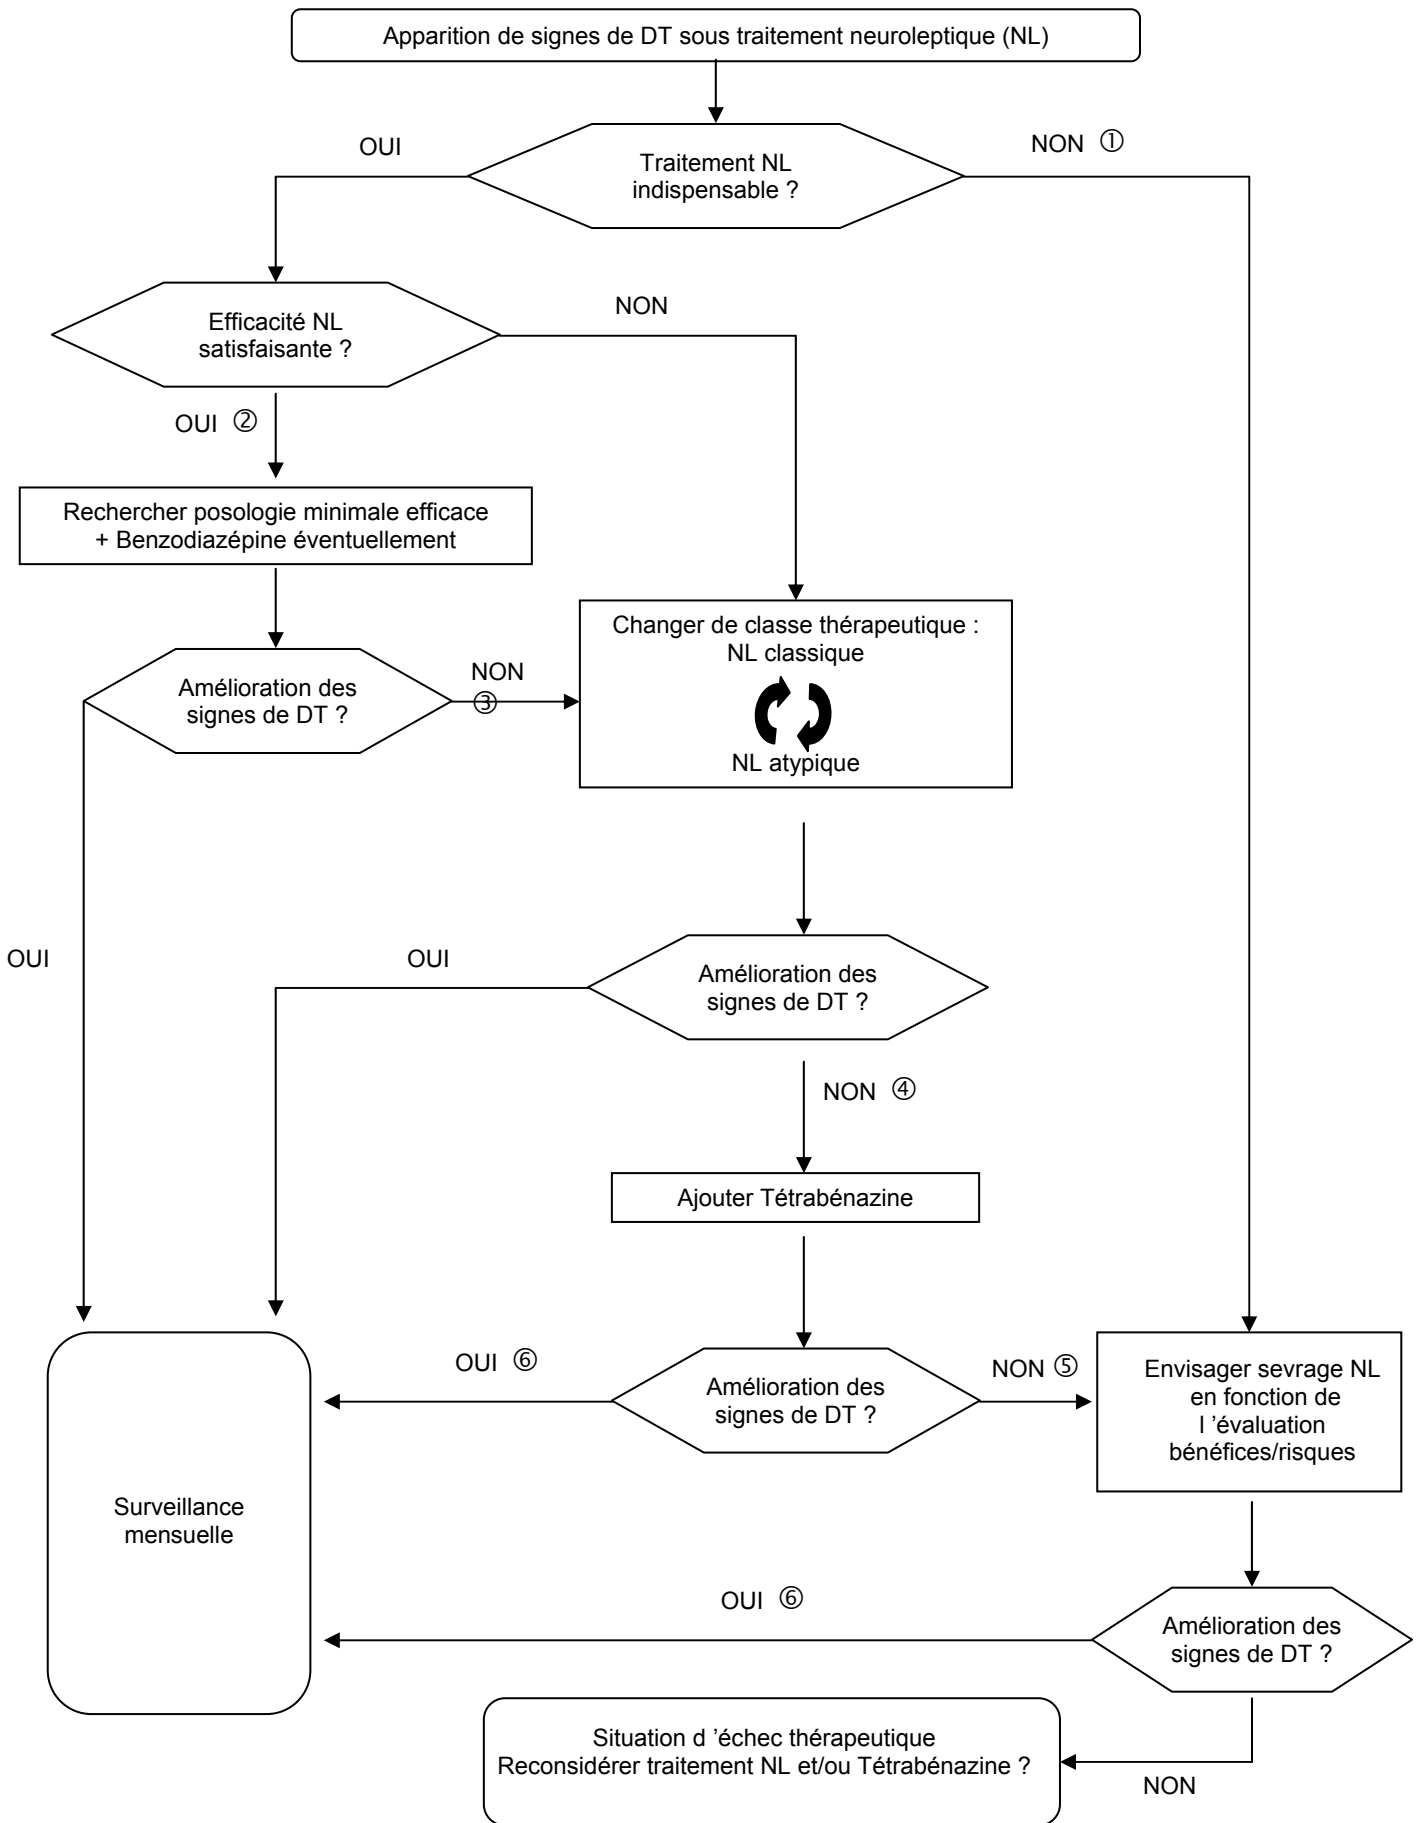 Apparition de signes de DT sous traitement neuroleptique (NL)
OUI
NON ①
Traitement NL
indispensable ?
Efficacité NL
satisfaisante ?
NON
OUI ②
Rechercher posologie minimale efficace
+ Benzodiazépine éventuellement
Changer de classe thérapeutique :
NL classique
NL atypique
Amélioration des
signes de DT ?
NON
③
OUI
OUI
Amélioration des
signes de DT ?
NON ④
Ajouter Tétrabénazine
OUI ⑥
Amélioration des
signes de DT ?
NON ⑤
Envisager sevrage NL
en fonction de
l ’évaluation
bénéfices/risques
Surveillance
mensuelle
OUI ⑥
Amélioration des
signes de DT ?
Situation d ’échec thérapeutique
Reconsidérer traitement NL et/ou Tétrabénazine ?
NON